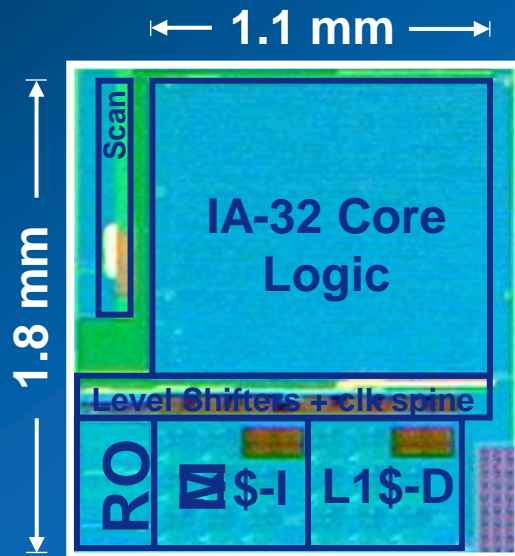 1.1 mm
1.8 mm
Scan
IA-32 Core
Logic
Level Shifters + clk spine
RO
$-I
L1$-D